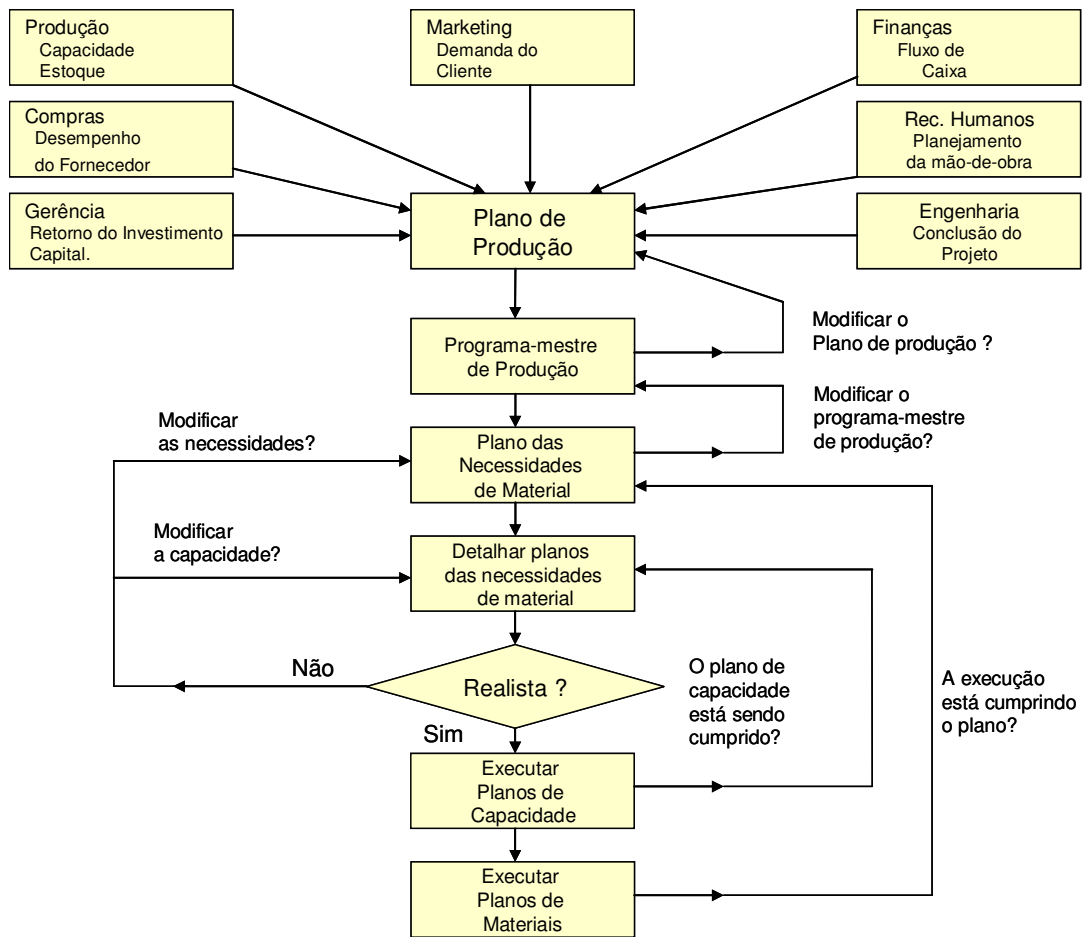 Produção
Capacidade
Estoque
Marketing
Demanda do
Cliente
Finanças
Fluxo de
Caixa
Compras
Desempenho
do Fornecedor
Rec. Humanos
Planejamento
da mão-de-obra
Gerência
Retorno do Investimento
Capital.
Plano de
Produção
Engenharia
Conclusão do
Projeto
Programa-mestre
de Produção
Modificar o
Plano de produção ?
Modificar o
programa-mestre
de produção?
Modificar
as necessidades?
Plano das
Necessidades
de Material
Modificar
a capacidade?
Detalhar planos
das necessidades
de material
Não
Realista ?
Sim
O plano de
capacidade
está sendo
cumprido?
A execução
está cumprindo
o plano?
Executar
Planos de
Capacidade
Executar
Planos de
Materiais